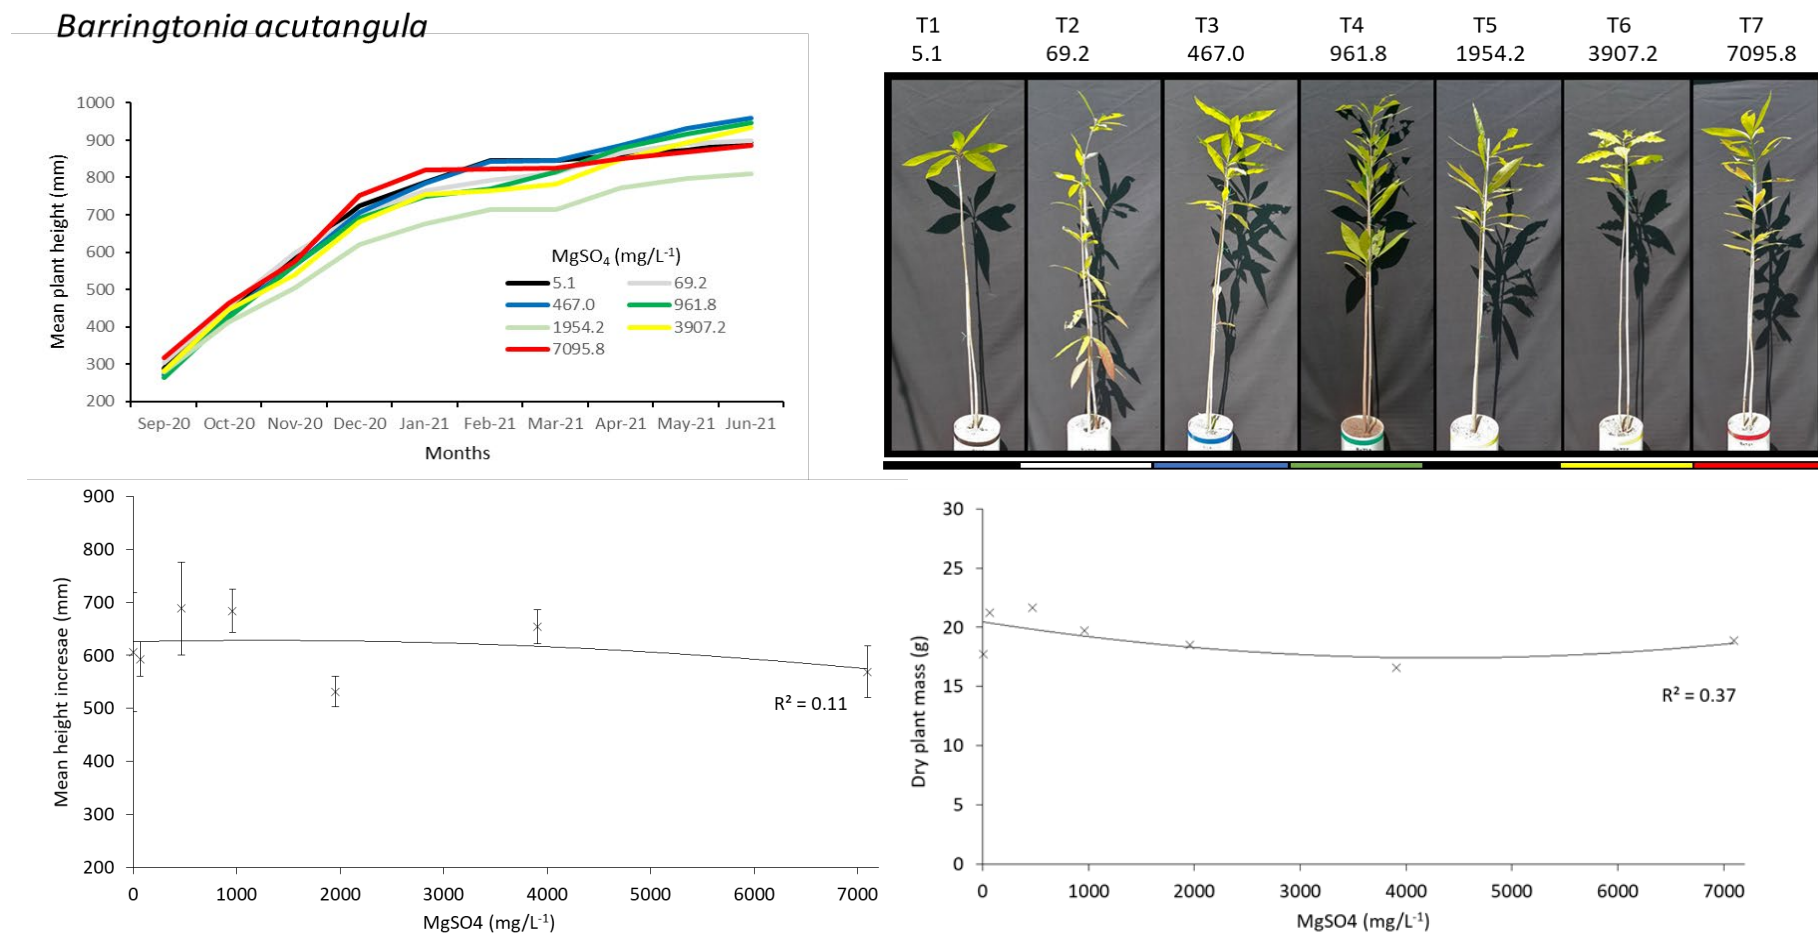 Barringtonia acutangula
Mean plant height (mm)
1000
900
800
700
600
500
400
300
200
Sep-20 Oct-20 Nov-20 Dec-20 Jan-21 Feb-21 Mar-21 Apr-21 May-21 Jun-21
Months
MgSO4 (mg/L-1)
5.1 69.2
467.0 961.8
1954.2 3907.2
7095.8
T1 T2 T3 T4 T5 T6 T7
5.1 69.2 467.0 961.8 1954.2 3907.2 7095.8
Mean height incresae (mm)
900
800
700
600
500
400
300
200
R² = 0.11
0 1000 2000 3000 4000 5000 6000 7000
MgSO4 (mg/L-1)
Dry plant mass (g)
30
25
20
15
10
5
0
R² = 0.37
0 1000 2000 3000 4000 5000 6000 7000
MgSO4 (mg/L-1)